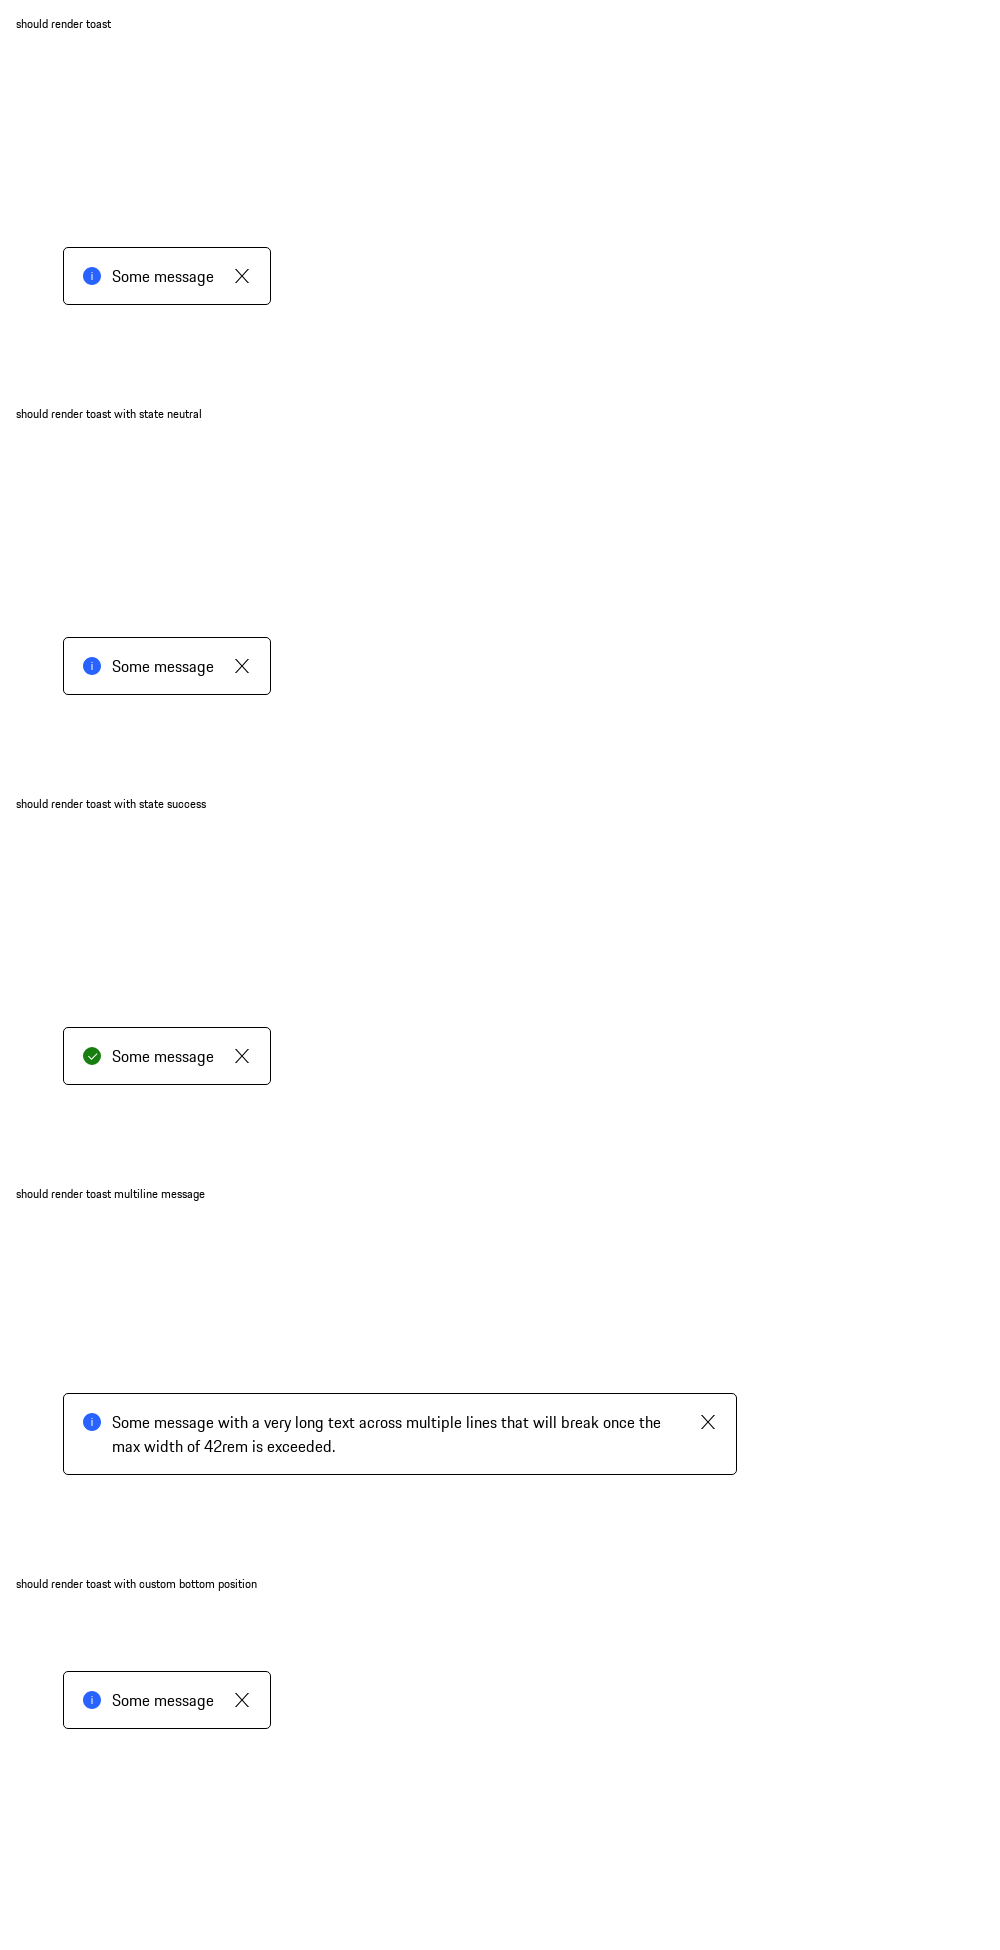 should render toast
Some message
should render toast with state neutral
Some message
should render toast with state success
Some message
should render toast multiline message
Some message with a very long text across multiple lines that will break once the
max width of 42rem is exceeded.
should render toast with custom bottom position
Some message